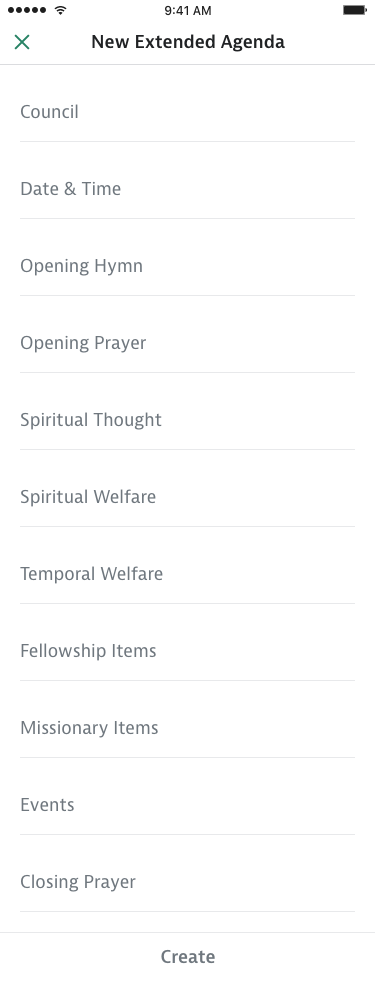 9:41 AM
New Extended Agenda
Council
Date & Time
Opening Hymn
Opening Prayer
Spiritual Thought
Spiritual Welfare
Temporal Welfare
Fellowship Items
Missionary Items
Events
Closing Prayer
Create